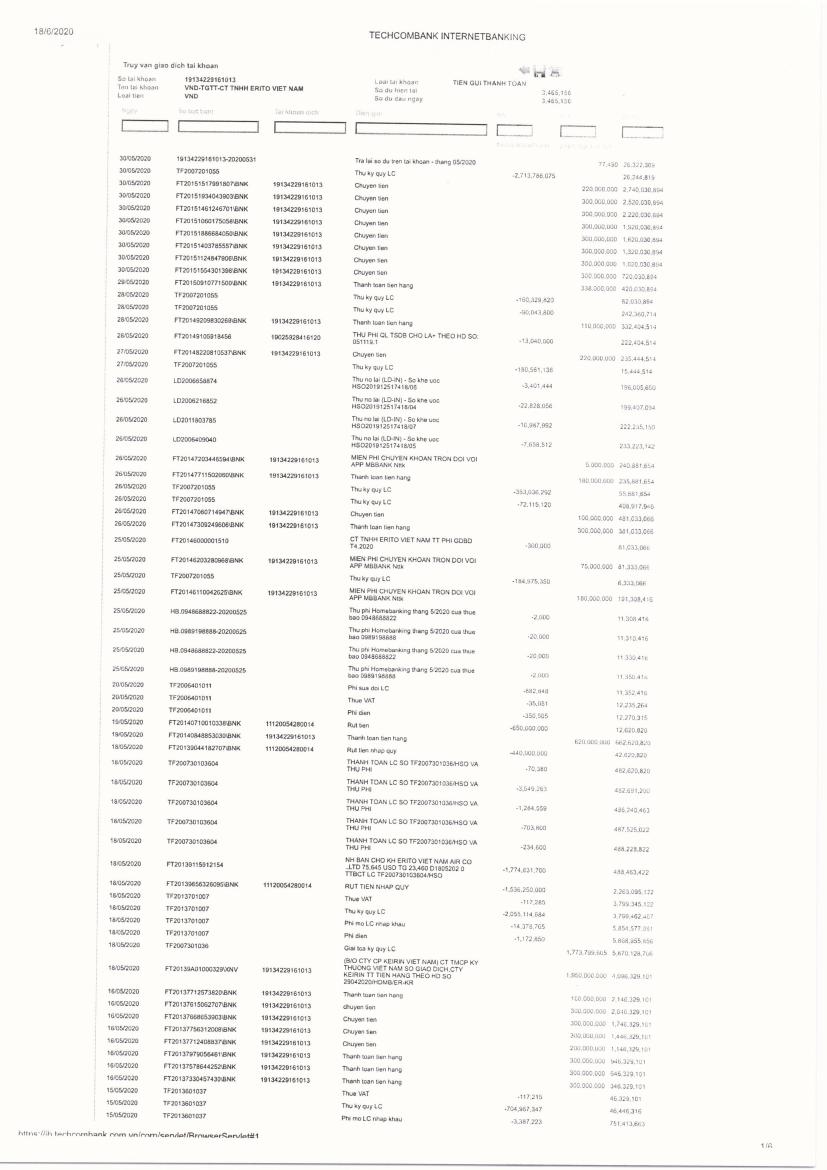 18/6/2020
TECHCOMBANK INTERNETBANKING
Truy van giao dich tai khoan
So tai khoan 19134229161013 Loai tai khoan TIEN GUI THANH TOAN
Ten tai khoan VND-TGTT-CT TNHH ERITO VIET NAM So du hien tai 3,465,150
Loai tien VND So du dau ngay 3,465,150
Ngay So but toan Tai khoan dich Dien giai
30/05/2020 19134229161013-20200531 Tra lai so du tren tai khoan - thang 05/2020 77,490 26,322,309
30/05/2020 TF2007201055 Thu ky quy LC -2,713,786,075 26,244,819
30/05/2020 FT20151517991807\BNK 19134229161013 Chuyen tien 220,000,000 2,740,030,894
30/05/2020 FT20151934043903\BNK 19134229161013 Chuyen tien 300,000,000 2,520,030,894
30/05/2020 FT20151461246701\BNK 19134229161013 Chuyen tien 300,000,000 2,220,030,894
30/05/2020 FT20151060175056\BNK 19134229161013 Chuyen tien 300,000,000 1,920,030,894
30/05/2020 FT20151886684050\BNK 19134229161013 Chuyen tien 300,000,000 1,620,030,894
30/05/2020 FT20151403765557\BNK 19134229161013 Chuyen tien 300,000,000 1,320,030,894
30/05/2020 FT20151124847806\BNK 19134229161013 Chuyen tien 300,000,000 1,020,030,894
30/05/2020 FT20151554301396\BNK 19134229161013 Chuyen tien 300,000,000 720,030,894
29/05/2020 FT20150910771500\BNK 19134229161013 Thanh toan tien hang 338,000,000 420,030,894
28/05/2020 TF2007201055 Thu ky quy LC -160,329,820 82,030,894
28/05/2020 TF2007201055 Thu ky quy LC -90,043,800 242,360,714
28/05/2020 FT20149209830269\BNK 19134229161013 Thanh toan tien hang 110,000,000 332,404,514
28/05/2020 FT20149105918456 19025928416120 THU PHI QL TSDB CHO LA+ THEO HD SO:
051119.1 -13,040,000 222,404,514
27/05/2020 FT20148220810537\BNK 19134229161013 Chuyen tien 220,000,000 235,444,514
27/05/2020 TF2007201055 Thu ky quy LC -180,561,136 15,444,514
26/05/2020 LD2006658874 Thu no lai (LD-IN) - So khe uoc
HSO201912517418/06 -3,401,444 196,005,650
26/05/2020 LD2006216852 Thu no lai (LD-IN) - So khe uoc
HSO201912517418/04 -22,828,056 199,407,094
26/05/2020 LD2011803785 Thu no lai (LD-IN) - So khe uoc
HSO201912517418/07 -10,987,992 222,235,150
26/05/2020 LD2006409040 Thu no lai (LD-IN) - So khe uoc
HSO201912517418/05 -7,658,512 233,223,142
26/05/2020 FT20147203446594\BNK 19134229161013 MIEN PHI CHUYEN KHOAN TRON DOI VOI
APP MBBANK Nttk 5,000,000 240,881,654
26/05/2020 FT20147711502060\BNK 19134229161013 Thanh toan tien hang 180,000,000 235,881,654
26/05/2020 TF2007201055 Thu ky quy LC -353,036,292 55,881,654
26/05/2020 TF2007201055 Thu ky quy LC -72,115,120 408,917,946
26/05/2020 FT20147060714947\BNK 19134229161013 Chuyen tien 100,000,000 481,033,066
26/05/2020 FT20147309249606\BNK 19134229161013 Thanh toan tien hang 300,000,000 381,033,066
25/05/2020 FT20146000001510 CT TNHH ERITO VIET NAM TT PHI GDBD
T4.2020 -300,000 81,033,066
25/05/2020 FT20146203280968\BNK 19134229161013 MIEN PHI CHUYEN KHOAN TRON DOI VOI
APP MBBANK Nttk 75,000,000 81,333,066
25/05/2020 TF2007201055 Thu ky quy LC -184,975,350 6,333,066
25/05/2020 FT20146110042625\BNK 19134229161013 MIEN PHI CHUYEN KHOAN TRON DOI VOI
APP MBBANK Nttk 180,000,000 191,308,416
25/05/2020 HB.0948688822-20200525 Thu phi Homebanking thang 5/2020 cua thue
bao 0948688822 -2,000 11,308,416
25/05/2020 HB.0989198888-20200525 Thu phi Homebanking thang 5/2020 cua thue
bao 0989198888 -20,000 11,310,416
25/05/2020 HB.0948688822-20200525 Thu phi Homebanking thang 5/2020 cua thue
bao 0948688822 -20,000 11,330,416
25/05/2020 HB.0989198888-20200525 Thu phi Homebanking thang 5/2020 cua thue
bao 0989198888 -2,000 11,350,416
20/05/2020 TF2006401011 Phi sua doi LC -882,848 11,352,416
20/05/2020 TF2006401011 Thue VAT -35,051 12,235,264
20/05/2020 TF2006401011 Phi dien -350,505 12,270,315
19/05/2020 FT20140710010338\BNK 11120054280014 Rut tien -650,000,000 12,620,820
19/05/2020 FT20140848853030\BNK 19134229161013 Thanh toan tien hang 620,000,000 662,620,820
18/05/2020 FT20139044182707\BNK 11120054280014 Rut tien nhap quy -440,000,000 42,620,820
18/05/2020 TF200730103604 THANH TOAN LC SO TF2007301036/HSO VA
THU PHI -70,380 482,620,820
18/05/2020 TF200730103604 THANH TOAN LC SO TF2007301036/HSO VA
THU PHI -3,549,263 482,691,200
18/05/2020 TF200730103604 THANH TOAN LC SO TF2007301036/HSO VA
THU PHI -1,284,559 486,240,463
18/05/2020 TF200730103604 THANH TOAN LC SO TF2007301036/HSO VA
THU PHI -703,800 487,525,022
18/05/2020 TF200730103604 THANH TOAN LC SO TF2007301036/HSO VA
THU PHI -234,600 488,228,822
18/05/2020 FT20139115912154 NH BAN CHO KH ERITO VIET NAM AIR CO
.,LTD 75,645 USD TG 23,460 D1805202 0
TTBCT LC TF200730103604/HSO -1,774,631,700 488,463,422
18/05/2020 FT20139656326095\BNK 11120054280014 RUT TIEN NHAP QUY -1,536,250,000 2,263,095,122
18/05/2020 TF2013701007 Thue VAT -117,285 3,799,345,122
18/05/2020 TF2013701007 Thu ky quy LC -2,055,114,684 3,799,462,407
18/05/2020 TF2013701007 Phi mo LC nhap khau -14,378,765 5,854,577,091
18/05/2020 TF2013701007 Phi dien -1,172,850 5,868,955,856
18/05/2020 TF2007301036 Giai toa ky quy LC 1,773,799,605 5,870,128,706
18/05/2020 FT20139A01000329\XNV 19134229161013 (B/O CTY CP KEIRIN VIET NAM) CT TMCP KY
THUONG VIET NAM SO GIAO DICH,CTY
KEIRIN TT TIEN HANG THEO HD SO
29042020/HDMB/ER-KR 1,950,000,000 4,096,329,101
16/05/2020 FT20137712573820\BNK 19134229161013 Thanh toan tien hang 100,000,000 2,146,329,101
16/05/2020 FT20137615062707\BNK 19134229161013 chuyen tien 300,000,000 2,046,329,101
16/05/2020 FT20137668653903\BNK 19134229161013 Chuyen tien 300,000,000 1,746,329,101
16/05/2020 FT20137756312008\BNK 19134229161013 Chuyen tien 300,000,000 1,446,329,101
16/05/2020 FT20137712408837\BNK 19134229161013 Chuyen tien 200,000,000 1,146,329,101
16/05/2020 FT20137979056461\BNK 19134229161013 Thanh toan tien hang 300,000,000 946,329,101
16/05/2020 FT20137578644252\BNK 19134229161013 Thanh toan tien hang 300,000,000 646,329,101
16/05/2020 FT20137330457430\BNK 19134229161013 Thanh toan tien hang 300,000,000 346,329,101
15/05/2020 TF2013601037 Thue VAT -117,215 46,329,101
15/05/2020 TF2013601037 Thu ky quy LC -704,967,347 46,446,316
15/05/2020 TF2013601037 Phi mo LC nhap khau -3,387,223 751,413,663
https://ib.techcombank.com.vn/com/servlet/BrowserServlet#1
1/6